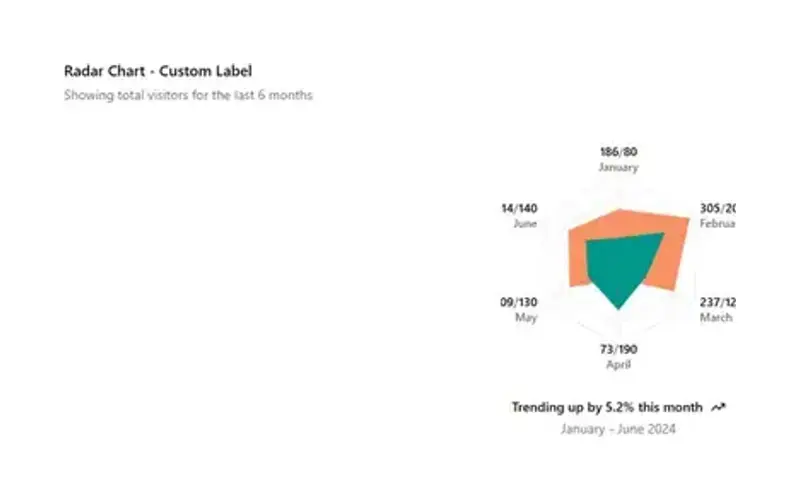 Radar Chart - Custom Label
Showing total visitors for the last 6 months
186/80
January
14/140
June
305/20
Februa
09/130
May
237/12
March
73/190
April
Trending up by 5.2% this month
January - June 2024